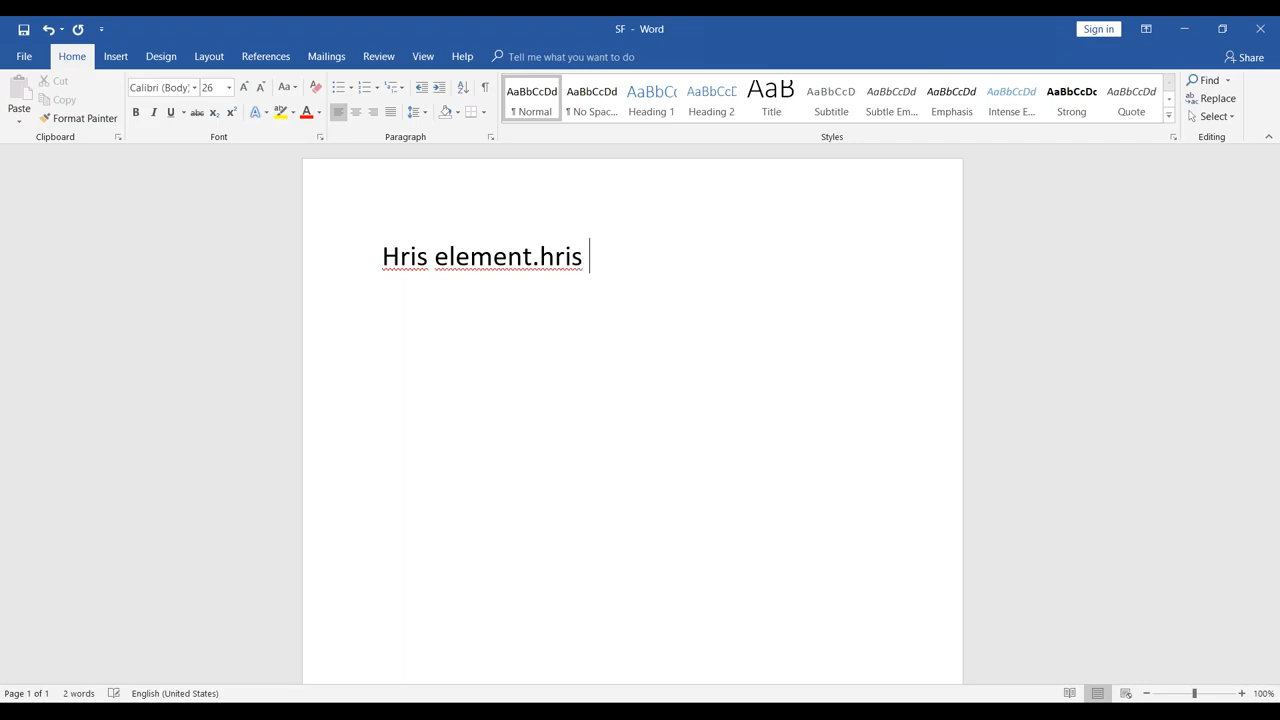 SF - Word
Sign in
File Home Insert Design Layout References Mailings Review View Help Tell me what you want to do Share
Paste
Cut
Copy
Format Painter
Clipboard
Calibri (Body) 26
Aa
B I U abc X₂ X² A A
Font
Paragraph
AaBbCcDd AaBbCcDd AaBbCc AaBbCcE AaB AaBbCcD AaBbCcDd AaBbCcDd AaBbCcDd AaBbCcDc AaBbCcDd
¶ Normal ¶ No Spac... Heading 1 Heading 2 Title Subtitle Subtle Em... Emphasis Intense E... Strong Quote
Styles
Find
Replace
Select
Editing
Hris element.hris
Page 1 of 1 2 words English (United States) 100%